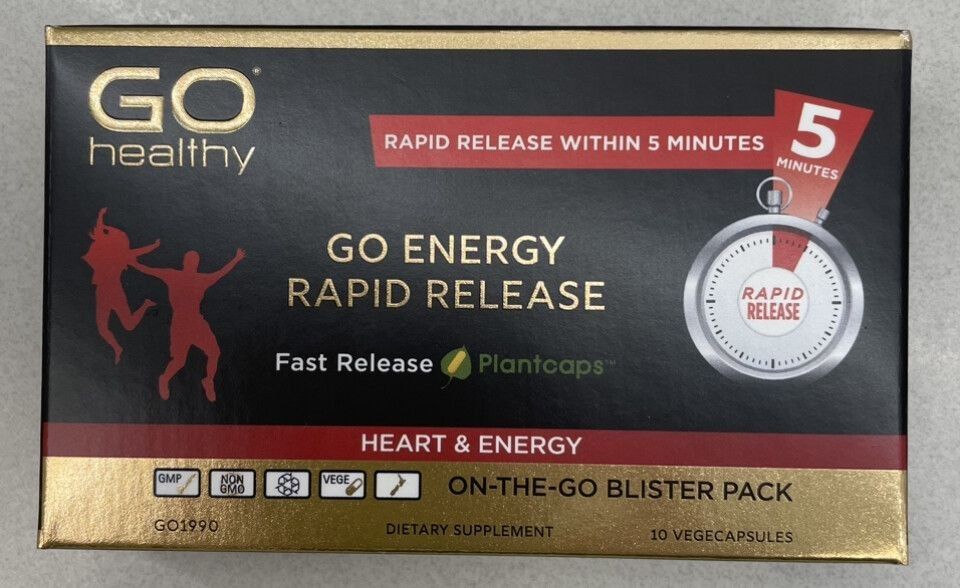 GO®
healthy
RAPID RELEASE WITHIN 5 MINUTES
5
MINUTES
GO ENERGY
RAPID RELEASE
RAPID
RELEASE
Fast Release Plantcaps™
HEART & ENERGY
GMP
NON
GMO
VEGE
ON-THE-GO BLISTER PACK
GO1990
DIETARY SUPPLEMENT
10 VEGECAPSULES